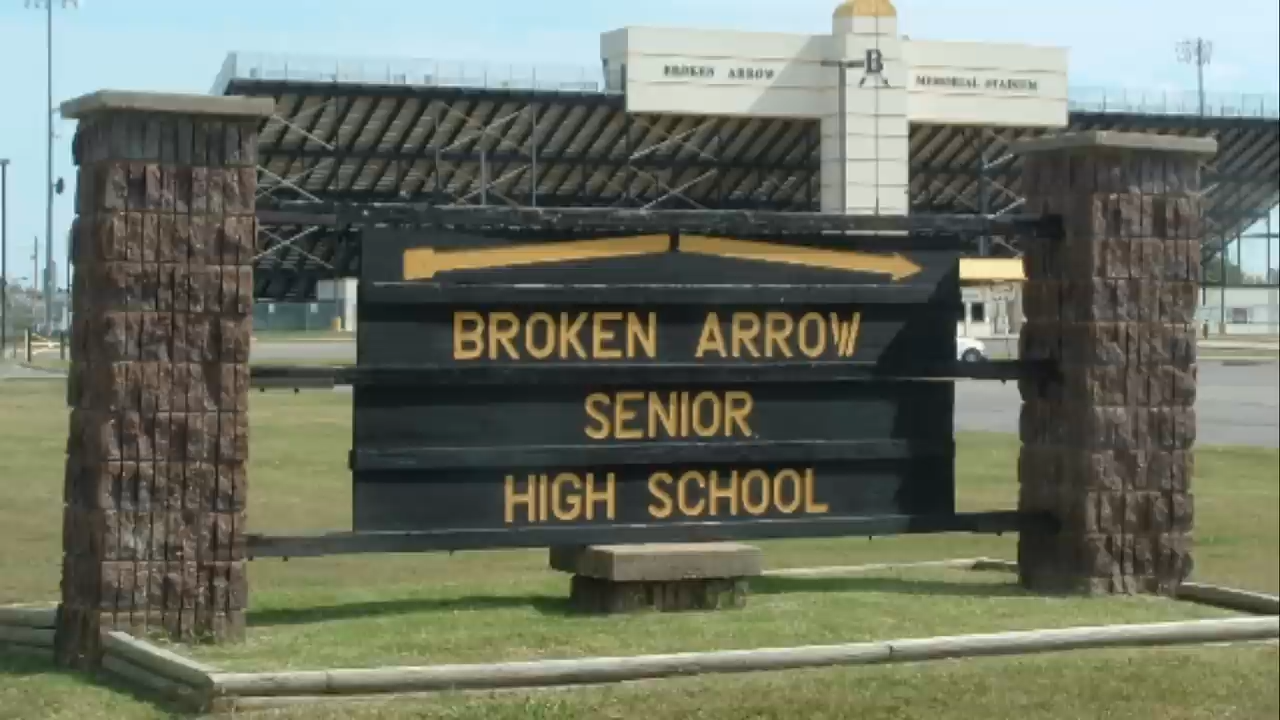 BROKEN ARROW
B
A
MEMORIAL STADIUM
BROKEN ARROW
SENIOR
HIGH SCHOOL